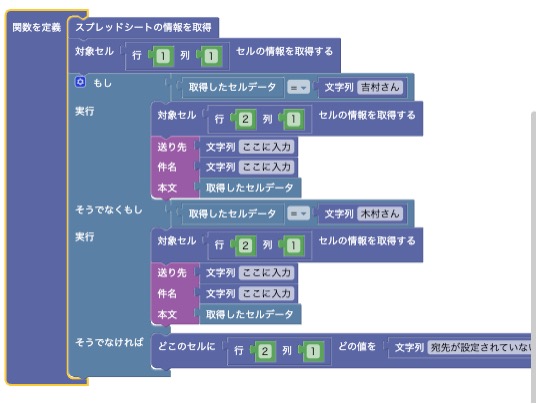 関数を定義 スプレッドシートの情報を取得
対象セル 行 1 列 1 セルの情報を取得する
もし 取得したセルデータ = 文字列 吉村さん
実行 対象セル 行 2 列 1 セルの情報を取得する
送り先 文字列 ここに入力
件名 文字列 ここに入力
本文 取得したセルデータ
そうでなくもし 取得したセルデータ = 文字列 木村さん
実行 対象セル 行 2 列 1 セルの情報を取得する
送り先 文字列 ここに入力
件名 文字列 ここに入力
本文 取得したセルデータ
そうでなければ どこのセルに 行 2 列 1 どの値を 文字列 宛先が設定されていない